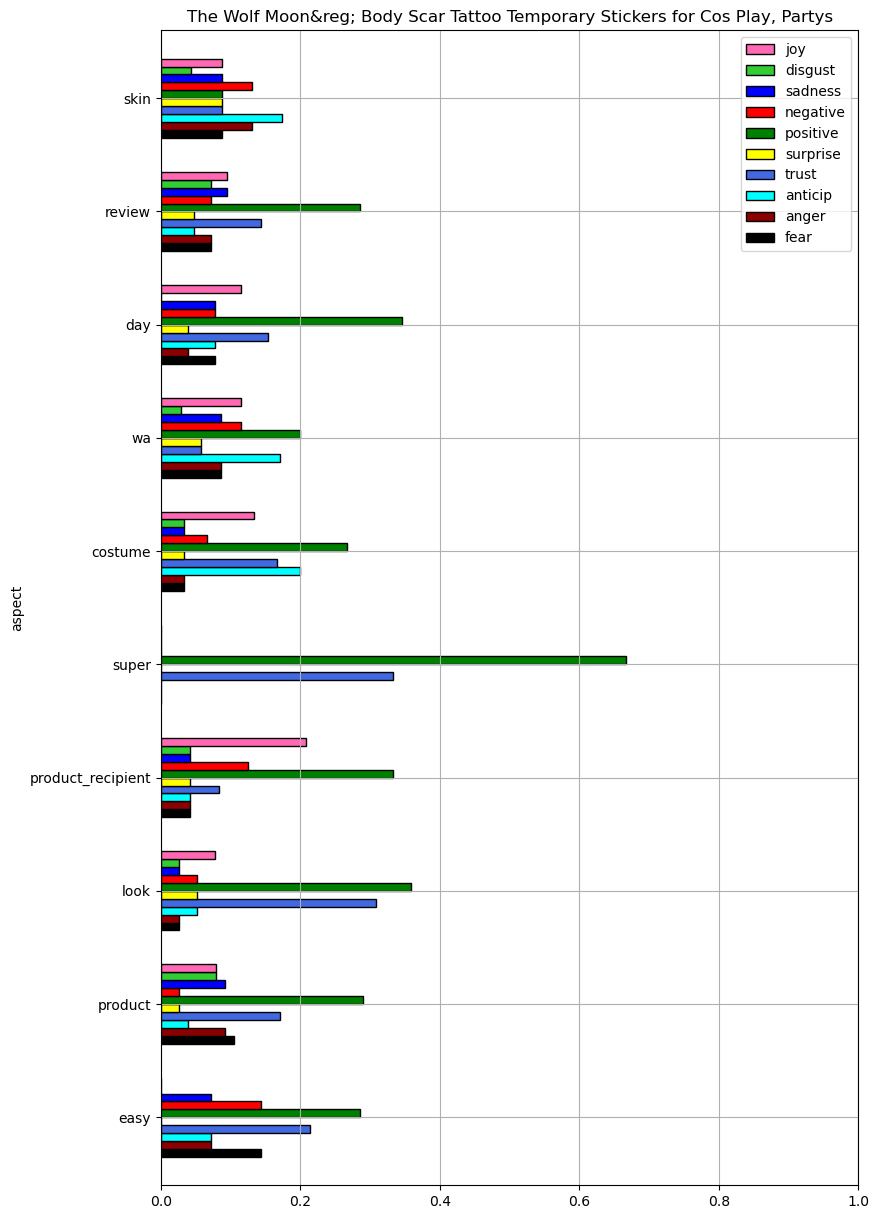 The Wolf Moon&reg; Body Scar Tattoo Temporary Stickers for Cos Play, Partys
joy
disgust
sadness
negative
positive
surprise
trust
anticip
anger
fear
skin
review
day
wa
costume
super
product_recipient
look
product
easy
aspect
0.0 0.2 0.4 0.6 0.8 1.0